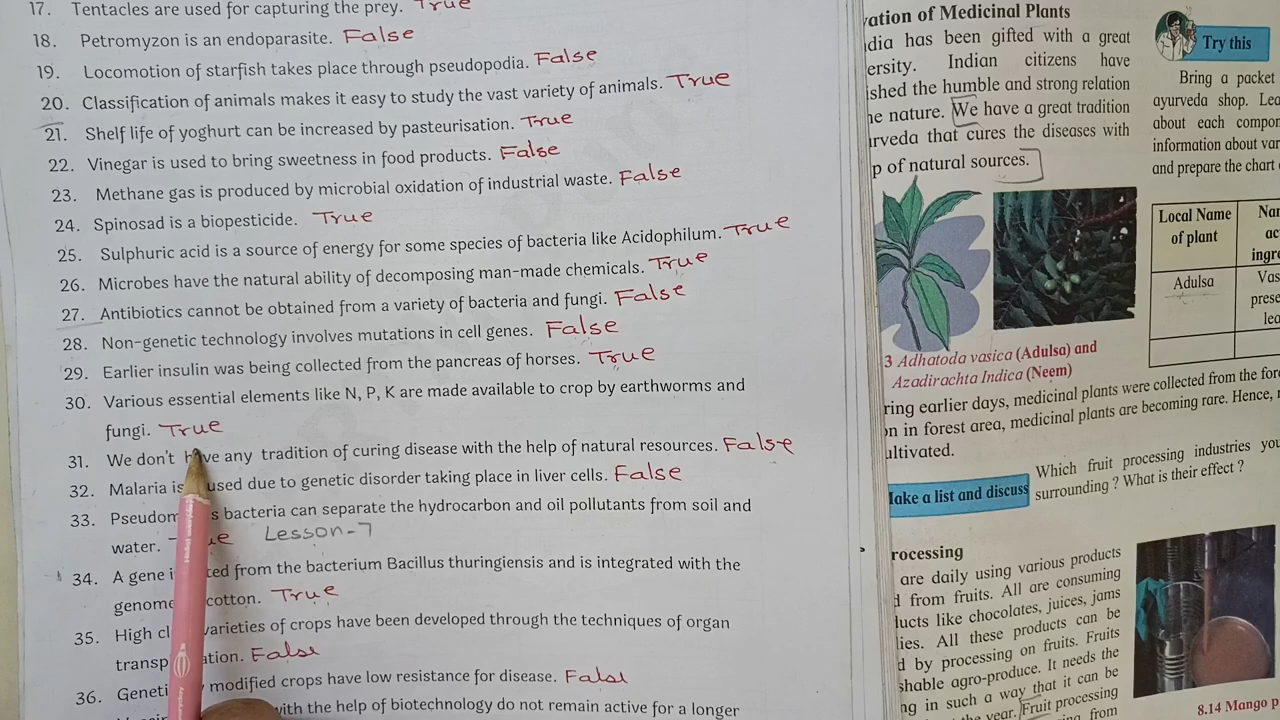 17. Tentacles are used for capturing the prey. True
18. Petromyzon is an endoparasite. False
19. Locomotion of starfish takes place through pseudopodia. False
20. Classification of animals makes it easy to study the vast variety of animals. True
21. Shelf life of yoghurt can be increased by pasteurisation. True
22. Vinegar is used to bring sweetness in food products. False
23. Methane gas is produced by microbial oxidation of industrial waste. False
24. Spinosad is a biopesticide. True
25. Sulphuric acid is a source of energy for some species of bacteria like Acidophilum. True
26. Microbes have the natural ability of decomposing man-made chemicals. True
27. Antibiotics cannot be obtained from a variety of bacteria and fungi. False
28. Non-genetic technology involves mutations in cell genes. False
29. Earlier insulin was being collected from the pancreas of horses. True
30. Various essential elements like N, P, K are made available to crop by earthworms and
fungi. True
31. We don't have any tradition of curing disease with the help of natural resources. False
32. Malaria is used due to genetic disorder taking place in liver cells. False
33. s bacteria can separate the hydrocarbon and oil pollutants from soil and
water. Lesson-7
34. A gene from the bacterium Bacillus thuringiensis and is integrated with the
genome cotton. True
35. High varieties of crops have been developed through the techniques of organ
False
36. modified crops have low resistance for disease. Falsl
with the help of biotechnology do not remain active for a longer
vation of Medicinal Plants
dia has been gifted with a great
ersity. Indian citizens have
ished the humble and strong relation
he nature. We have a great tradition
urveda that cures the diseases with
p of natural sources.
3 Adhatoda vasica (Adulsa) and
Azadirachta Indica (Neem)
ring earlier days, medicinal plants were collected from the for
on in forest area, medicinal plants are becoming rare. Hence,
ultivated.
Try this
Bring a packet
ayurveda shop. Lea
about each compo
information about var
and prepare the chart
Local Name
of plant
Nar
ac
ingre
Adulsa
Vas
prese
lea
Make a list and discuss
Which fruit processing industries you
surrounding ? What is their effect ?
rocessing
are daily using various products
d from fruits. All are consuming
ducts like chocolates, juices, jams
lies. All these products can be
d by processing on fruits. Fruits
shable agro-produce. It needs the
ng in such a way that it can be
the year. Fruit processing
from
8.14 Mango p